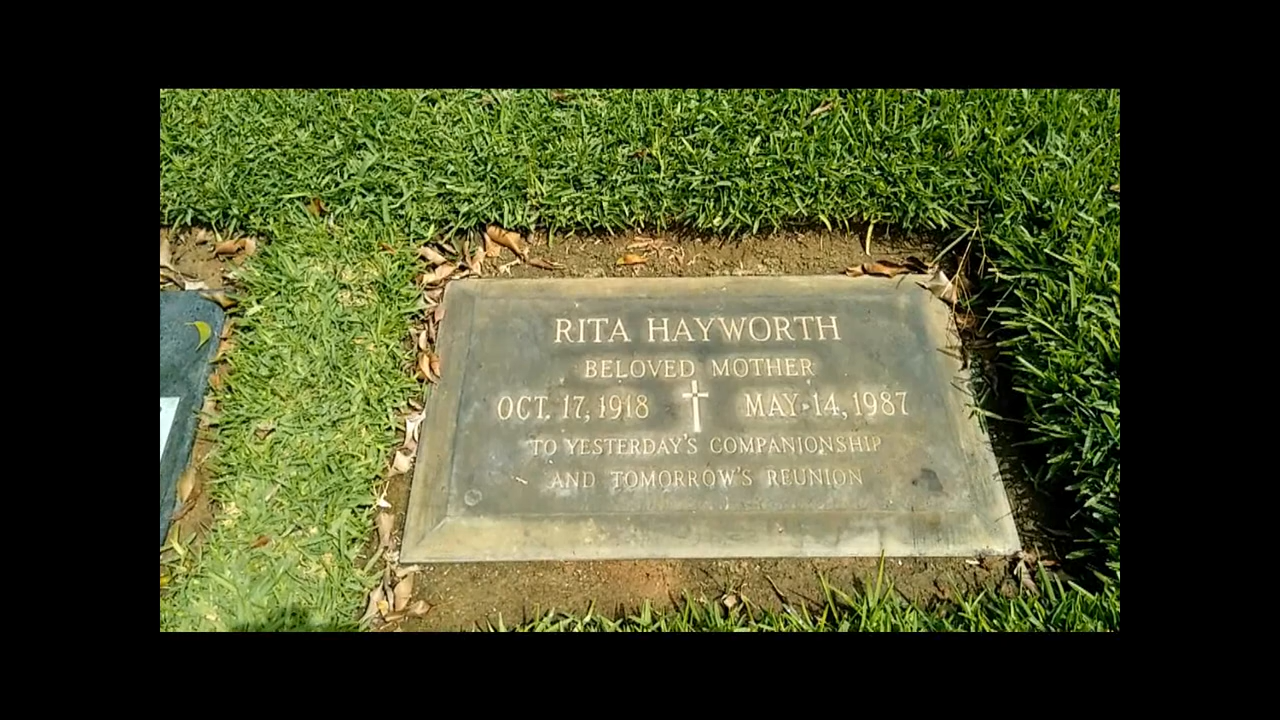 RITA HAYWORTH
BELOVED MOTHER
OCT. 17, 1918 MAY 14, 1987
TO YESTERDAY'S COMPANIONSHIP
AND TOMORROW'S REUNION